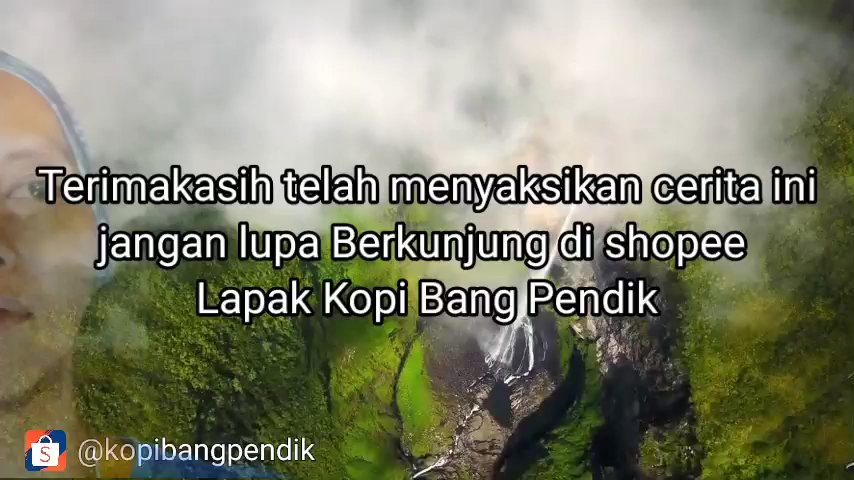 Terimakasih telah menyaksikan cerita ini
jangan lupa Berkunjung di shopee
Lapak Kopi Bang Pendik
@kopibangpendik